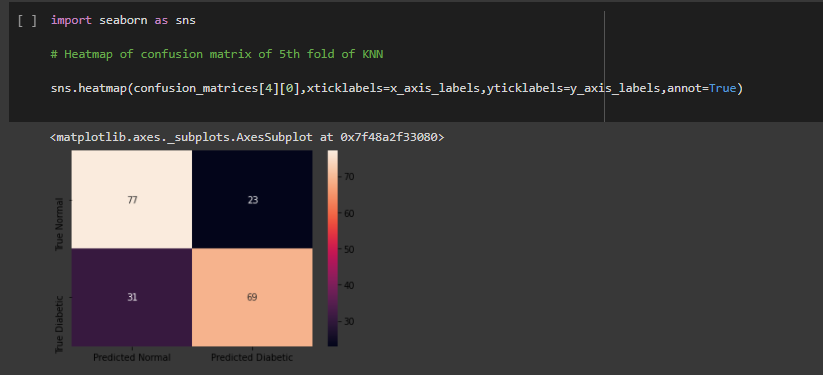 [ ] import seaborn as sns
# Heatmap of confusion matrix of 5th fold of KNN
sns.heatmap(confusion_matrices[4][0],xticklabels=x_axis_labels,yticklabels=y_axis_labels,annot=True)
<matplotlib.axes._subplots.AxesSubplot at 0x7f48a2f33080>
True Normal
77
23
True Diabetic
31
69
Predicted Normal
Predicted Diabetic
70
60
50
40
30